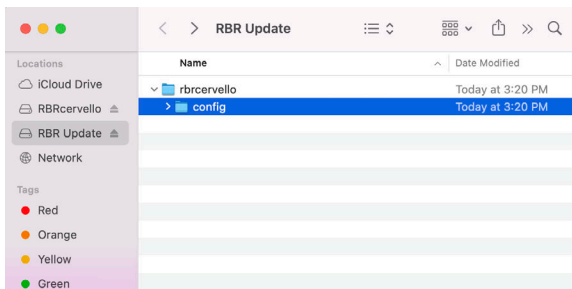 RBR Update
Locations
iCloud Drive
RBRcervello
RBR Update
Network
Tags
Red
Orange
Yellow
Green
Name Date Modified
rbrcervello Today at 3:20 PM
config Today at 3:20 PM